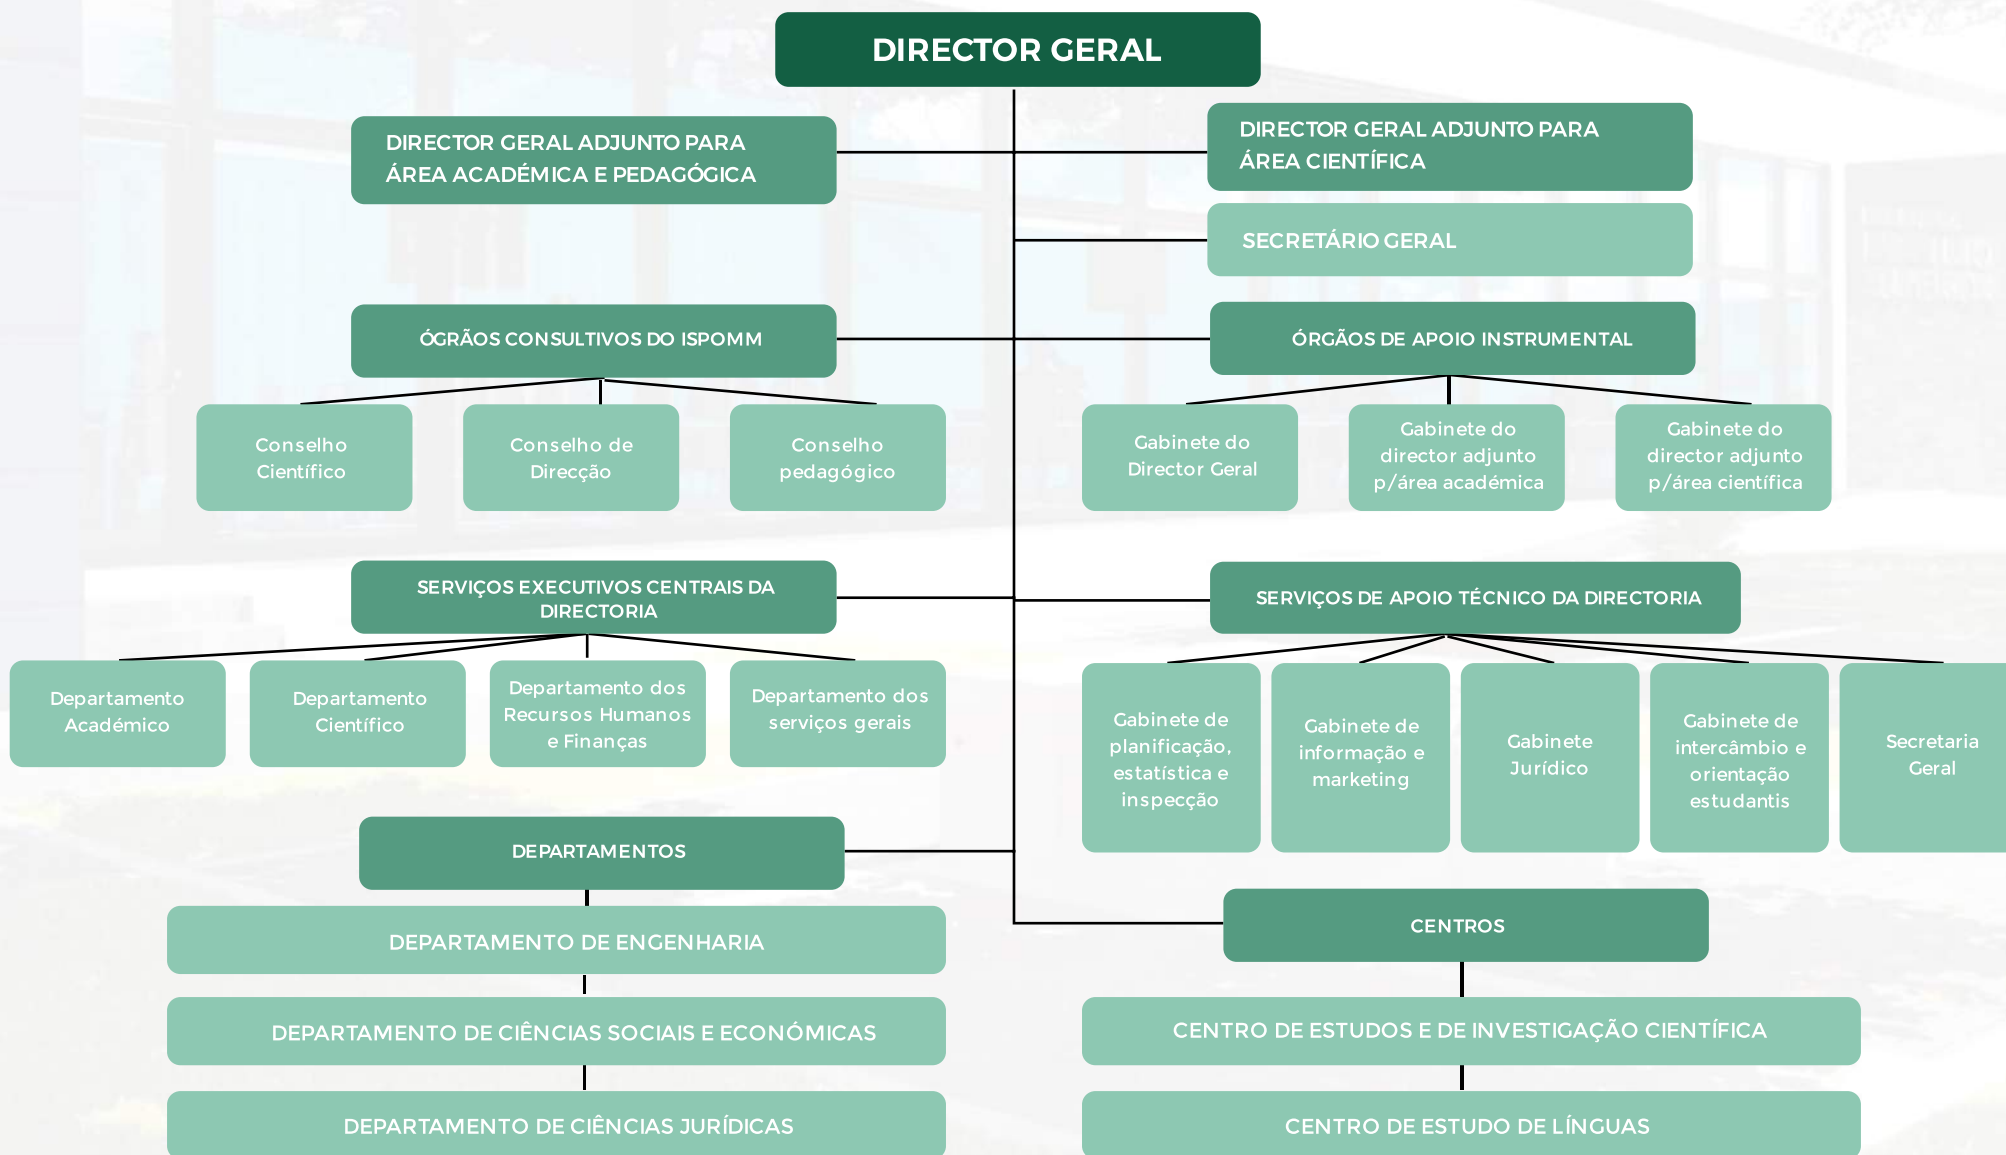 DIRECTOR GERAL
DIRECTOR GERAL ADJUNTO PARA
ÁREA ACADÉMICA E PEDAGÓGICA
DIRECTOR GERAL ADJUNTO PARA
ÁREA CIENTÍFICA
SECRETÁRIO GERAL
ÓGRÃOS CONSULTIVOS DO ISPOMM
ÓRGÃOS DE APOIO INSTRUMENTAL
Conselho
Científico
Conselho de
Direcção
Conselho
pedagógico
Gabinete do
Director Geral
Gabinete do
director adjunto
p/área académica
Gabinete do
director adjunto
p/área científica
SERVIÇOS EXECUTIVOS CENTRAIS DA
DIRECTORIA
SERVIÇOS DE APOIO TÉCNICO DA DIRECTORIA
Departamento
Académico
Departamento
Científico
Departamento dos
Recursos Humanos
e Finanças
Departamento dos
serviços gerais
Gabinete de
planificação,
estatística e
inspecção
Gabinete de
informação e
marketing
Gabinete
Jurídico
Gabinete de
intercâmbio e
orientação
estudantis
Secretaria
Geral
DEPARTAMENTOS
DEPARTAMENTO DE ENGENHARIA
DEPARTAMENTO DE CIÊNCIAS SOCIAIS E ECONÓMICAS
DEPARTAMENTO DE CIÊNCIAS JURÍDICAS
CENTROS
CENTRO DE ESTUDOS E DE INVESTIGAÇÃO CIENTÍFICA
CENTRO DE ESTUDO DE LÍNGUAS